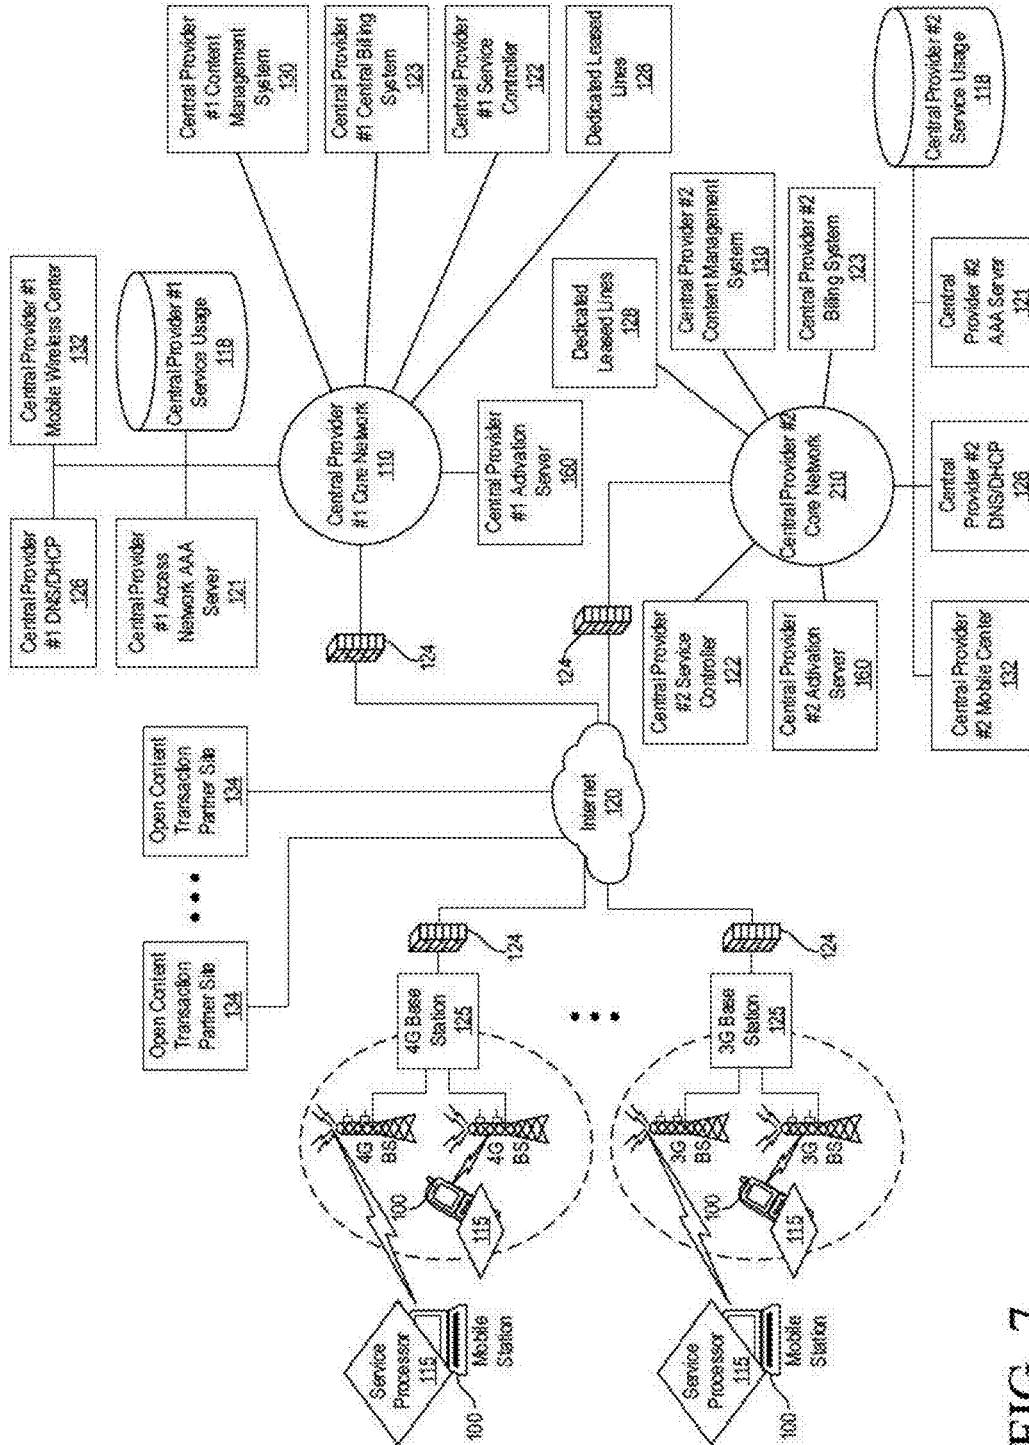 Open Content
Transaction
Partner Site
134
Open Content
Transaction
Partner Site
134
Central Provider
#1 DNS/DHCP
126
Central Provider #1
Mobile Wireless Center
132
Central Provider
#1 Access
Network AAA
Server
121
Central Provider #1
Service Usage
118
Central Provider
#1 Content
Management
System
130
Central Provider
#1 Central Billing
System
123
Central Provider
#1 Service
Controller
122
Dedicated Leased
Lines
128
Central Provider
#1 Core Network
110
Central Provider
#1 Activation
Server
160
124
124
Service
Processor
115
100
Mobile
Station
100
115
4G
BS
4G
BS
4G Base
Station
125
124
Internet
120
Service
Processor
115
100
Mobile
Station
100
115
3G
BS
3G
BS
3G Base
Station
125
124
Dedicated
Leased Lines
128
Central Provider #2
Content Management
System
130
Central Provider #2
Billing System
123
Central Provider
#2 Service
Controller
122
Central Provider
#2 Activation
Server
160
Central Provider #2
Core Network
210
Central Provider
#2 Mobile Center
132
Central
Provider #2
DNS/DHCP
126
Central
Provider #2
AAA Server
121
Central Provider #2
Service Usage
118
FIG. 7